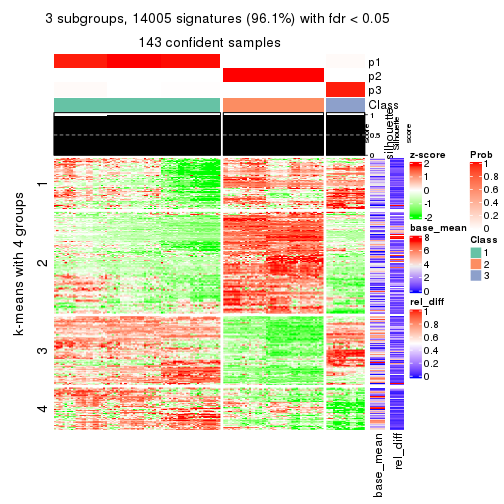 3 subgroups, 14005 signatures (96.1%) with fdr < 0.05
143 confident samples
p1
p2
p3
Class
1
0.5
0
silhouette
score
Silhouette
score
k-means with 4 groups
1
2
3
4
base_mean
rel_diff
z-score
2
1
0
-1
-2
base_mean
8
6
4
2
0
rel_diff
1
0.8
0.6
0.4
0.2
0
Prob
1
0.8
0.6
0.4
0.2
0
Class
1
2
3